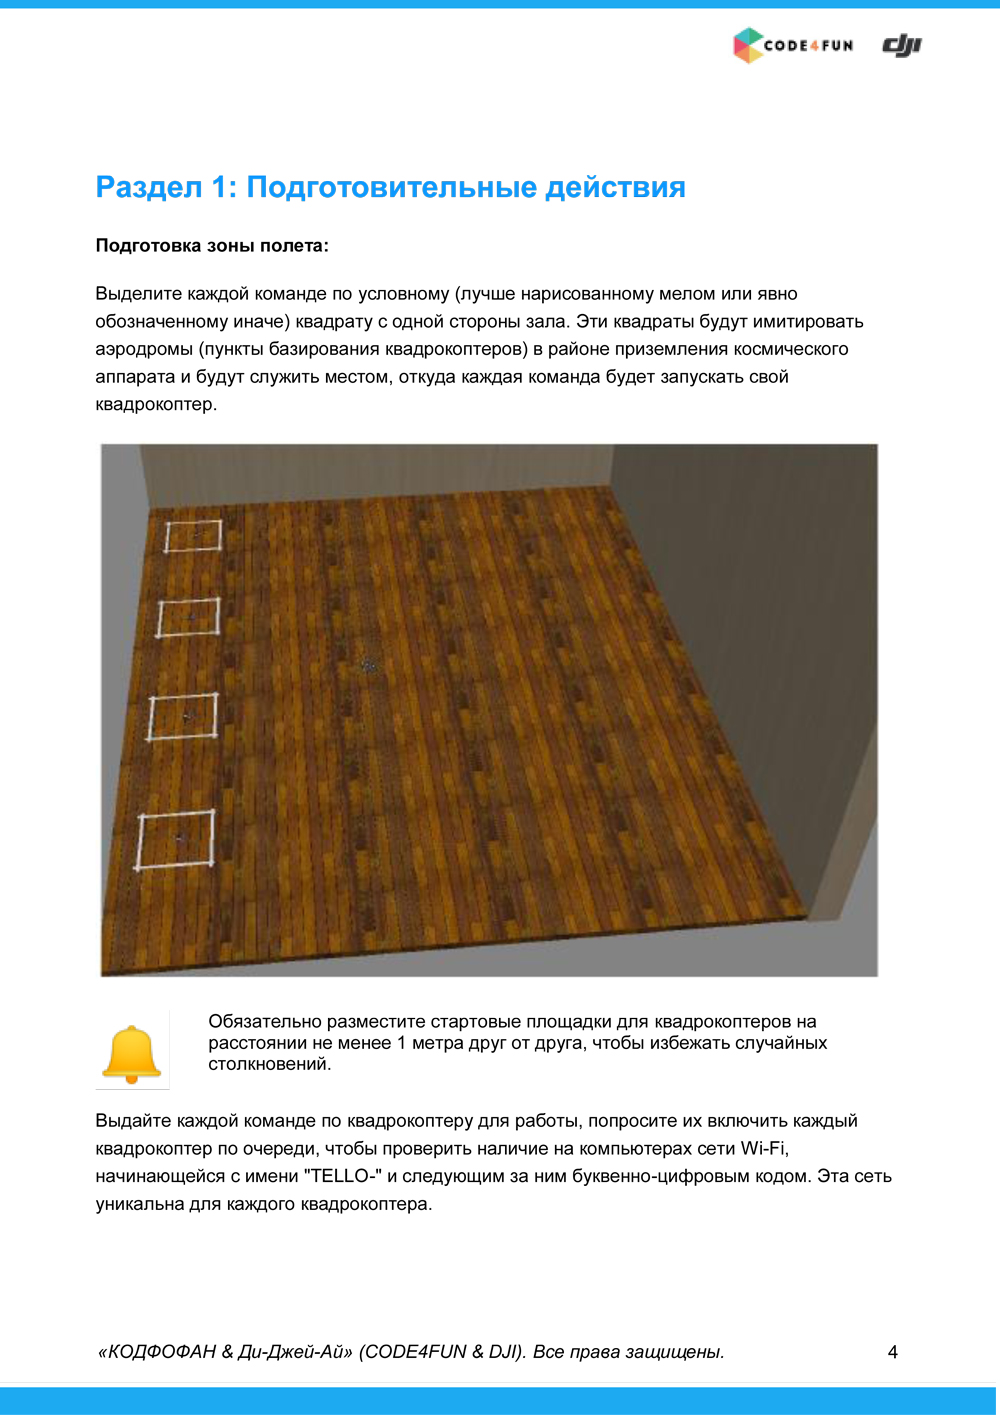 CODE4FUN dji
Раздел 1: Подготовительные действия
Подготовка зоны полета:
Выделите каждой команде по условному (лучше нарисованному мелом или явно
обозначенному иначе) квадрату с одной стороны зала. Эти квадраты будут имитировать
аэродромы (пункты базирования квадрокоптеров) в районе приземления космического
аппарата и будут служить местом, откуда каждая команда будет запускать свой
квадрокоптер.
Обязательно разместите стартовые площадки для квадрокоптеров на
расстоянии не менее 1 метра друг от друга, чтобы избежать случайных
столкновений.
Выдайте каждой команде по квадрокоптеру для работы, попросите их включить каждый
квадрокоптер по очереди, чтобы проверить наличие на компьютерах сети Wi-Fi,
начинающейся с имени "TELLO-" и следующим за ним буквенно-цифровым кодом. Эта сеть
уникальна для каждого квадрокоптера.
«КОДФОФАН & Ди-Джей-Ай» (CODE4FUN & DJI). Все права защищены. 4